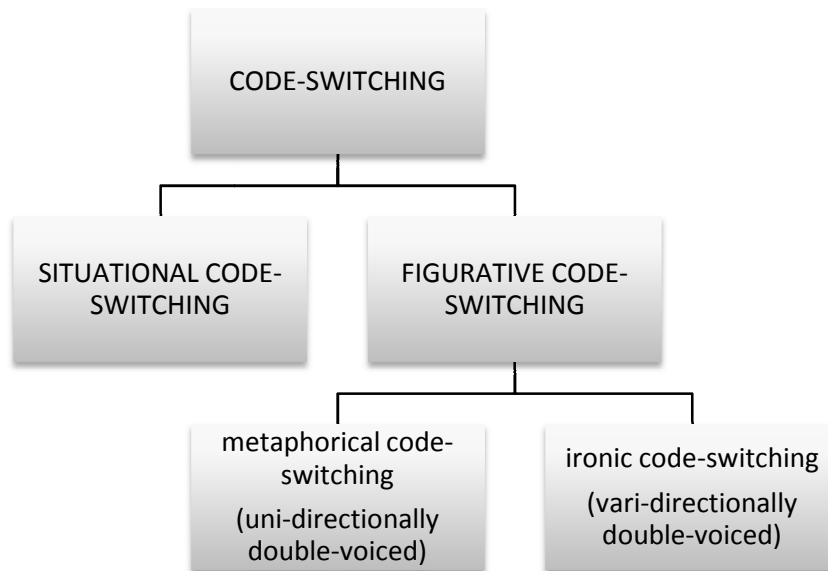 CODE-SWITCHING
SITUATIONAL CODE-
SWITCHING
FIGURATIVE CODE-
SWITCHING
metaphorical code-
switching
(uni-directionally
double-voiced)
ironic code-switching
(vari-directionally
double-voiced)